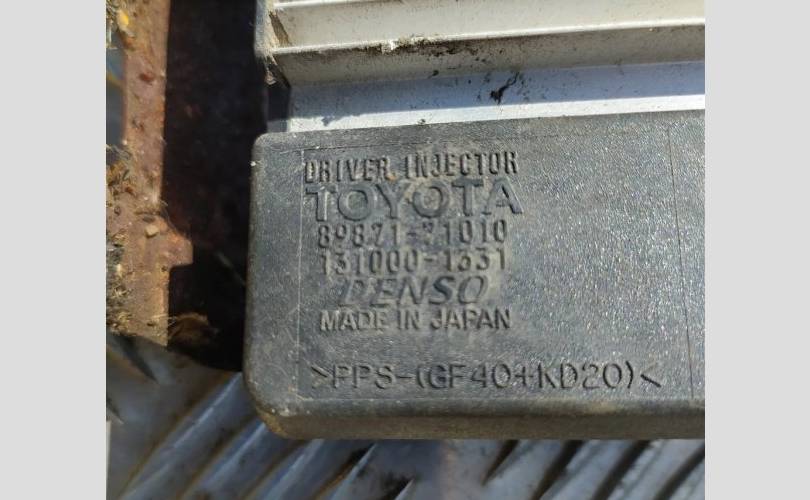 DRIVER INJECTOR
TOYOTA
89871-71010
131000-1331
DENSO
MADE IN JAPAN
>PPS-(GF40+KD20)<